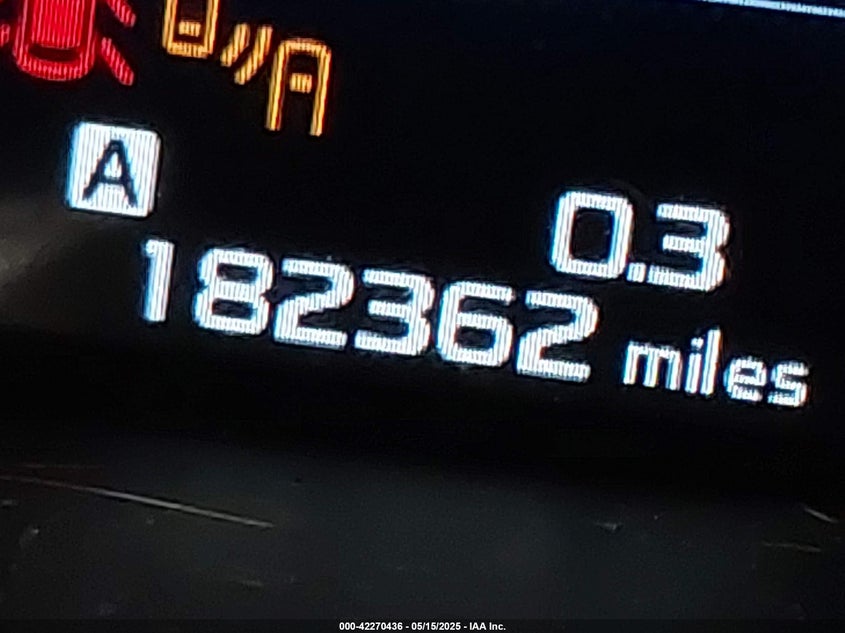 A
0.3
182362 miles
000-42270436 - 05/15/2025 - IAA Inc.